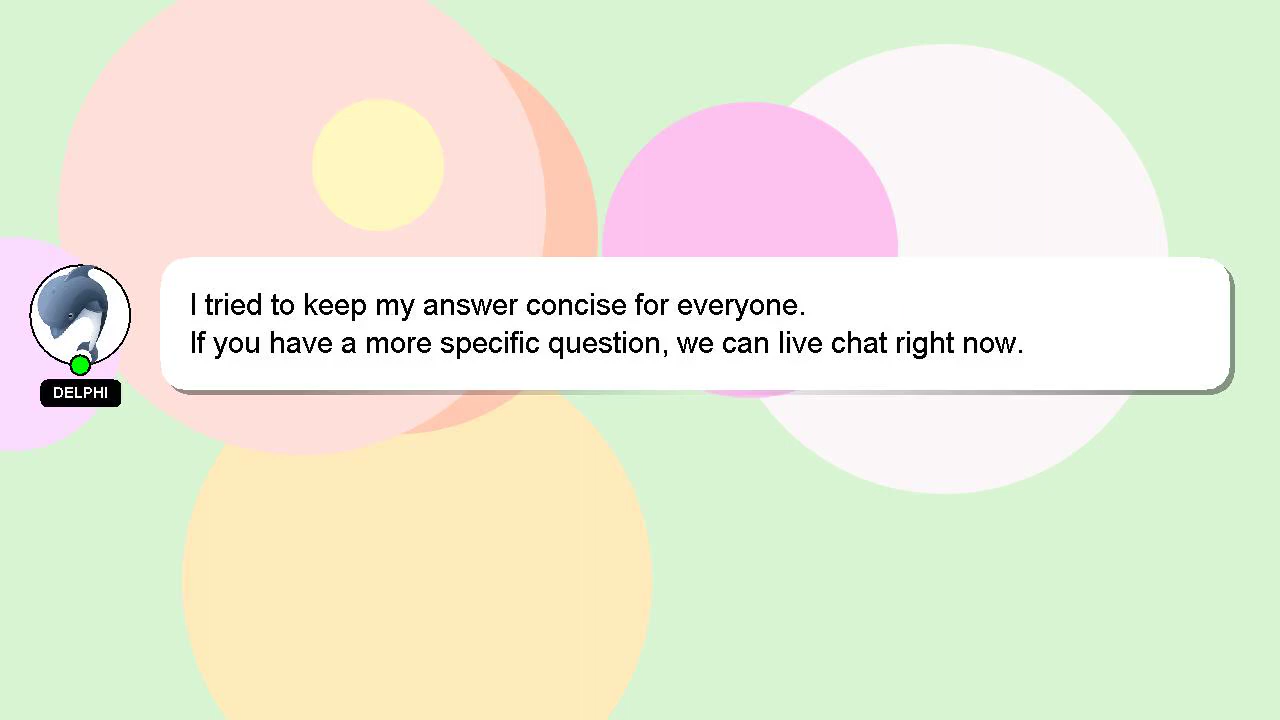 I tried to keep my answer concise for everyone.
If you have a more specific question, we can live chat right now.
DELPHI